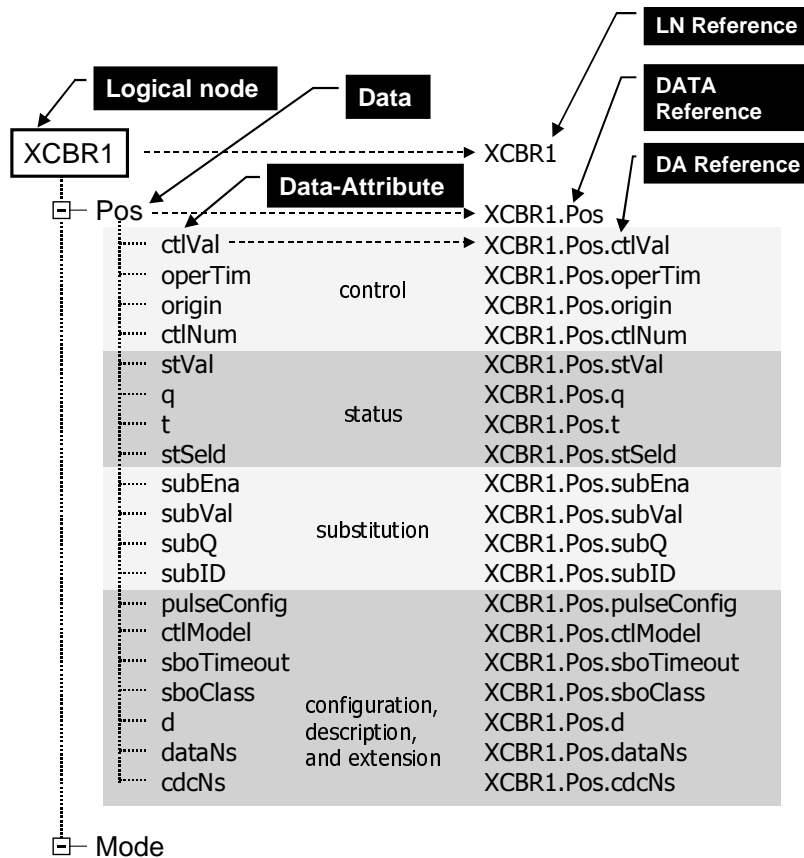 LN Reference
Logical node
Data
DATA
Reference
XCBR1
XCBR1
DA Reference
Data-Attribute
Pos
XCBR1.Pos
ctlVal
XCBR1.Pos.ctlVal
operTim
XCBR1.Pos.operTim
control
origin
XCBR1.Pos.origin
ctlNum
XCBR1.Pos.ctlNum
stVal
XCBR1.Pos.stVal
q
XCBR1.Pos.q
status
t
XCBR1.Pos.t
stSeld
XCBR1.Pos.stSeld
subEna
XCBR1.Pos.subEna
subVal
XCBR1.Pos.subVal
substitution
subQ
XCBR1.Pos.subQ
subID
XCBR1.Pos.subID
pulseConfig
XCBR1.Pos.pulseConfig
ctlModel
XCBR1.Pos.ctlModel
sboTimeout
XCBR1.Pos.sboTimeout
sboClass
XCBR1.Pos.sboClass
configuration,
description,
and extension
d
XCBR1.Pos.d
dataNs
XCBR1.Pos.dataNs
cdcNs
XCBR1.Pos.cdcNs
Mode